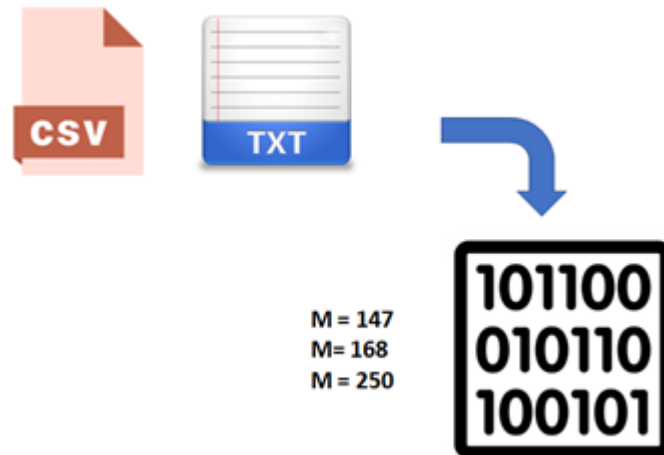 CSV
TXT
101100
M = 147
010110
M= 168
M = 250
100101